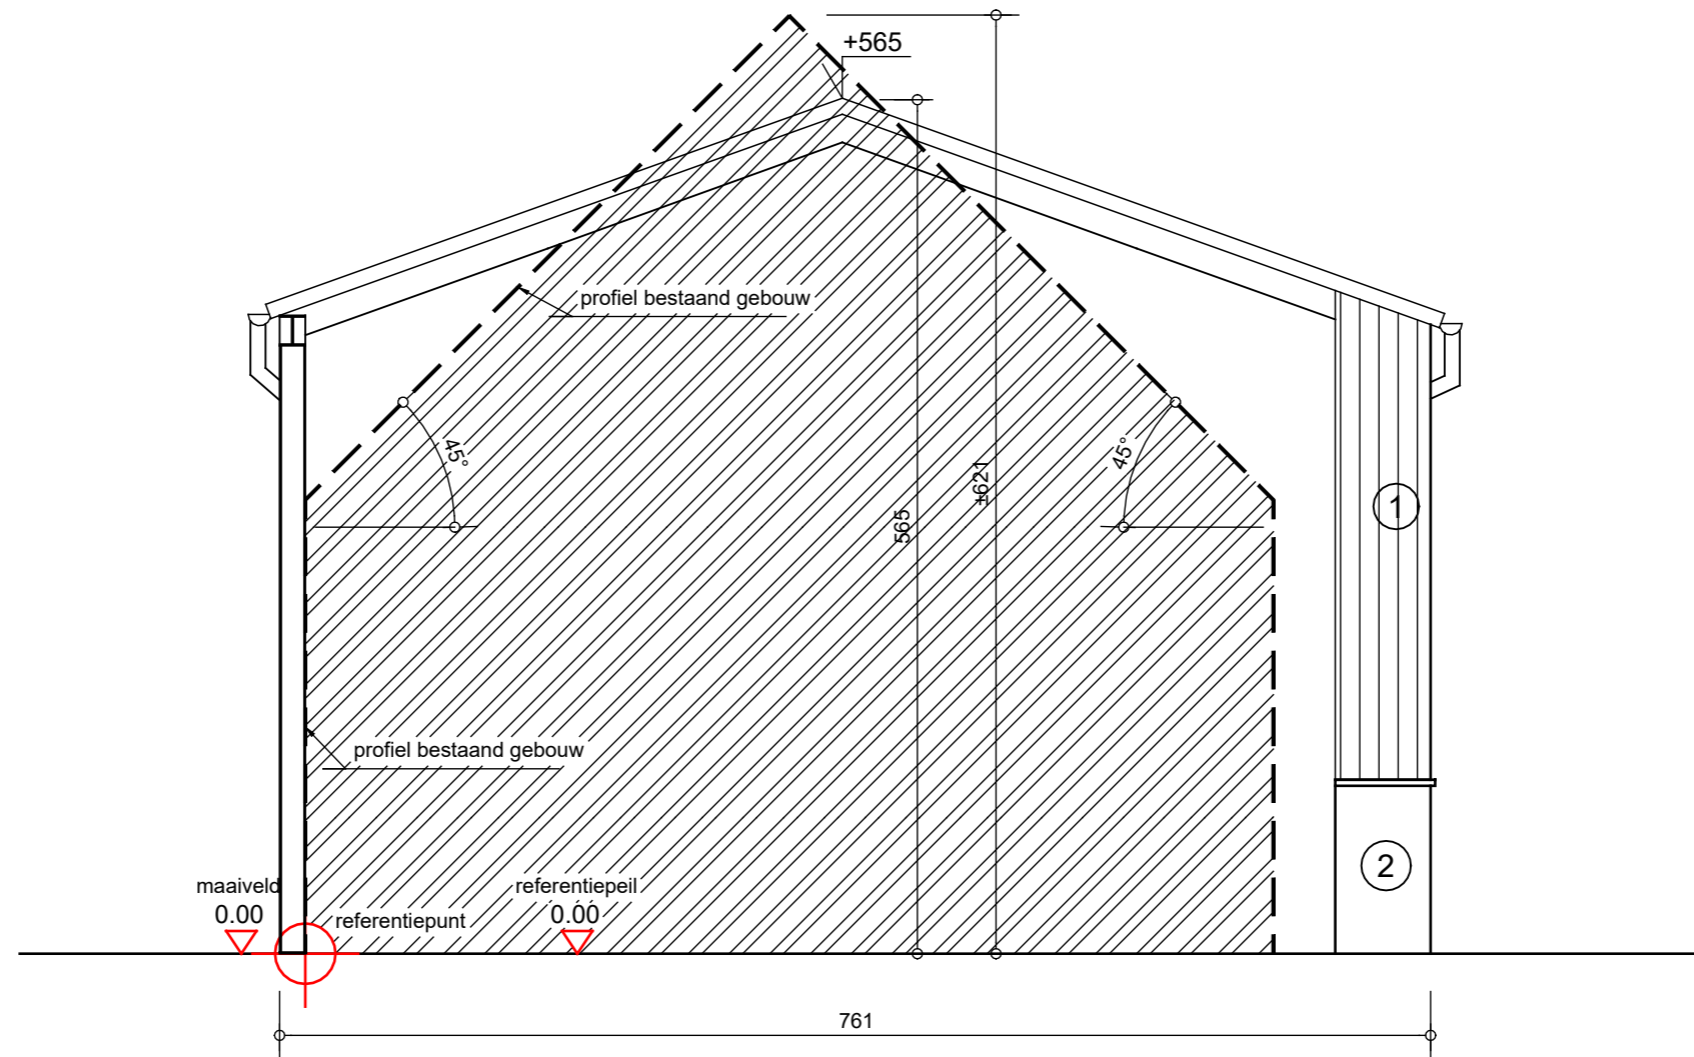 +565
profiel bestaand gebouw
45°
45°
±621
565
1
profiel bestaand gebouw
2
maaiveld
0.00
referentiepunt
referentiepeil
0.00
761